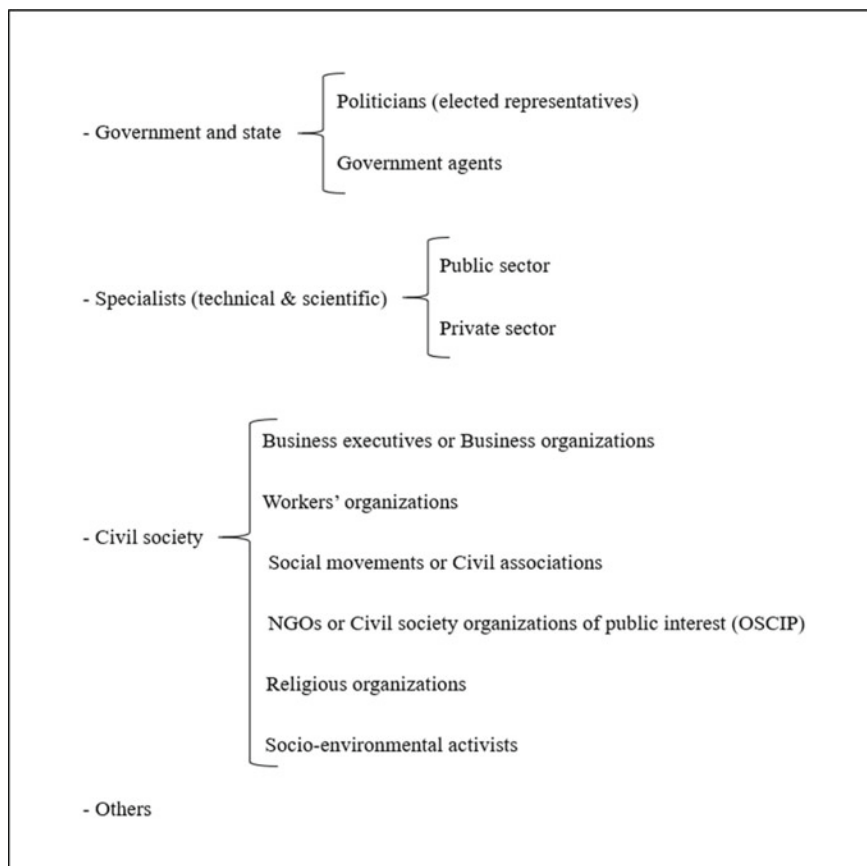 Politicians (elected representatives)
- Government and state
Government agents
Public sector
- Specialists (technical & scientific)
Private sector
Business executives or Business organizations
Workers’ organizations
- Civil society
Social movements or Civil associations
NGOs or Civil society organizations of public interest (OSCIP)
Religious organizations
Socio-environmental activists
- Others